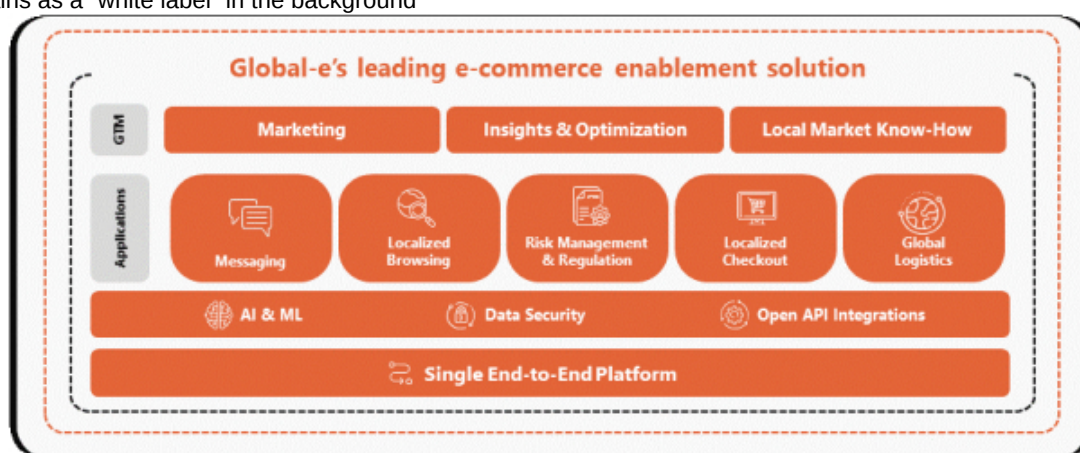 as a "white label" in the background
Global-e's leading e-commerce enablement solution
GTM
Marketing
Insights & Optimization
Local Market Know-How
Applications
Messaging
Localized
Browsing
Risk Management
& Regulation
Localized
Checkout
Global
Logistics
AI & ML
Data Security
Open API Integrations
Single End-to-End Platform